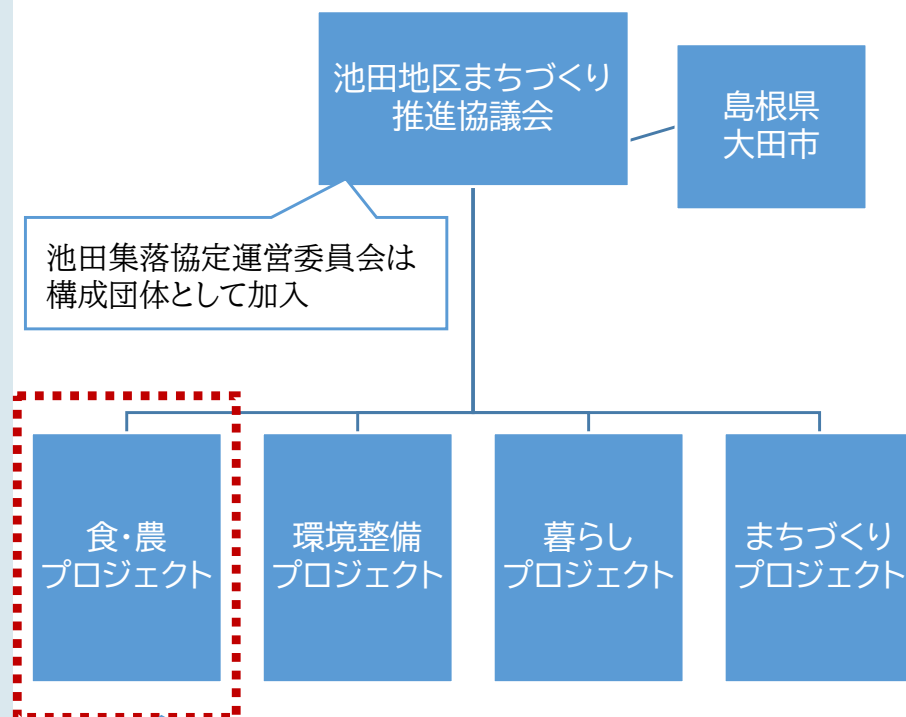 池田地区まちづくり
推進協議会
島根県
大田市
池田集落協定運営委員会は
構成団体として加入
食・農
プロジェクト
環境整備
プロジェクト
暮らし
プロジェクト
まちづくり
プロジェクト